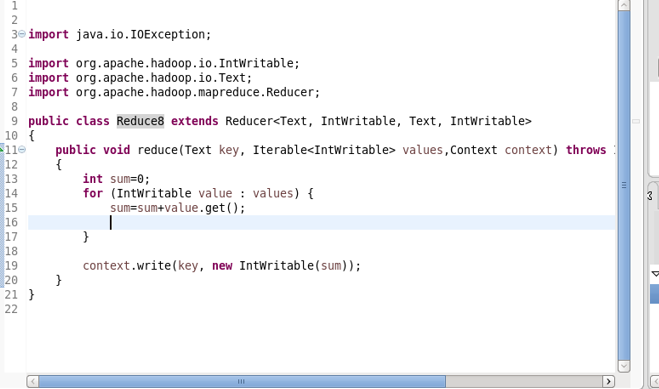 1
2
3 import java.io.IOException;
4
5 import org.apache.hadoop.io.IntWritable;
6 import org.apache.hadoop.io.Text;
7 import org.apache.hadoop.mapreduce.Reducer;
8
9 public class Reduce8 extends Reducer<Text, IntWritable, Text, IntWritable>
10 {
11 public void reduce(Text key, Iterable<IntWritable> values,Context context) throws
12 {
13 int sum=0;
14 for (IntWritable value : values) {
15 sum=sum+value.get();
16
17 }
18
19 context.write(key, new IntWritable(sum));
20 }
21 }
22